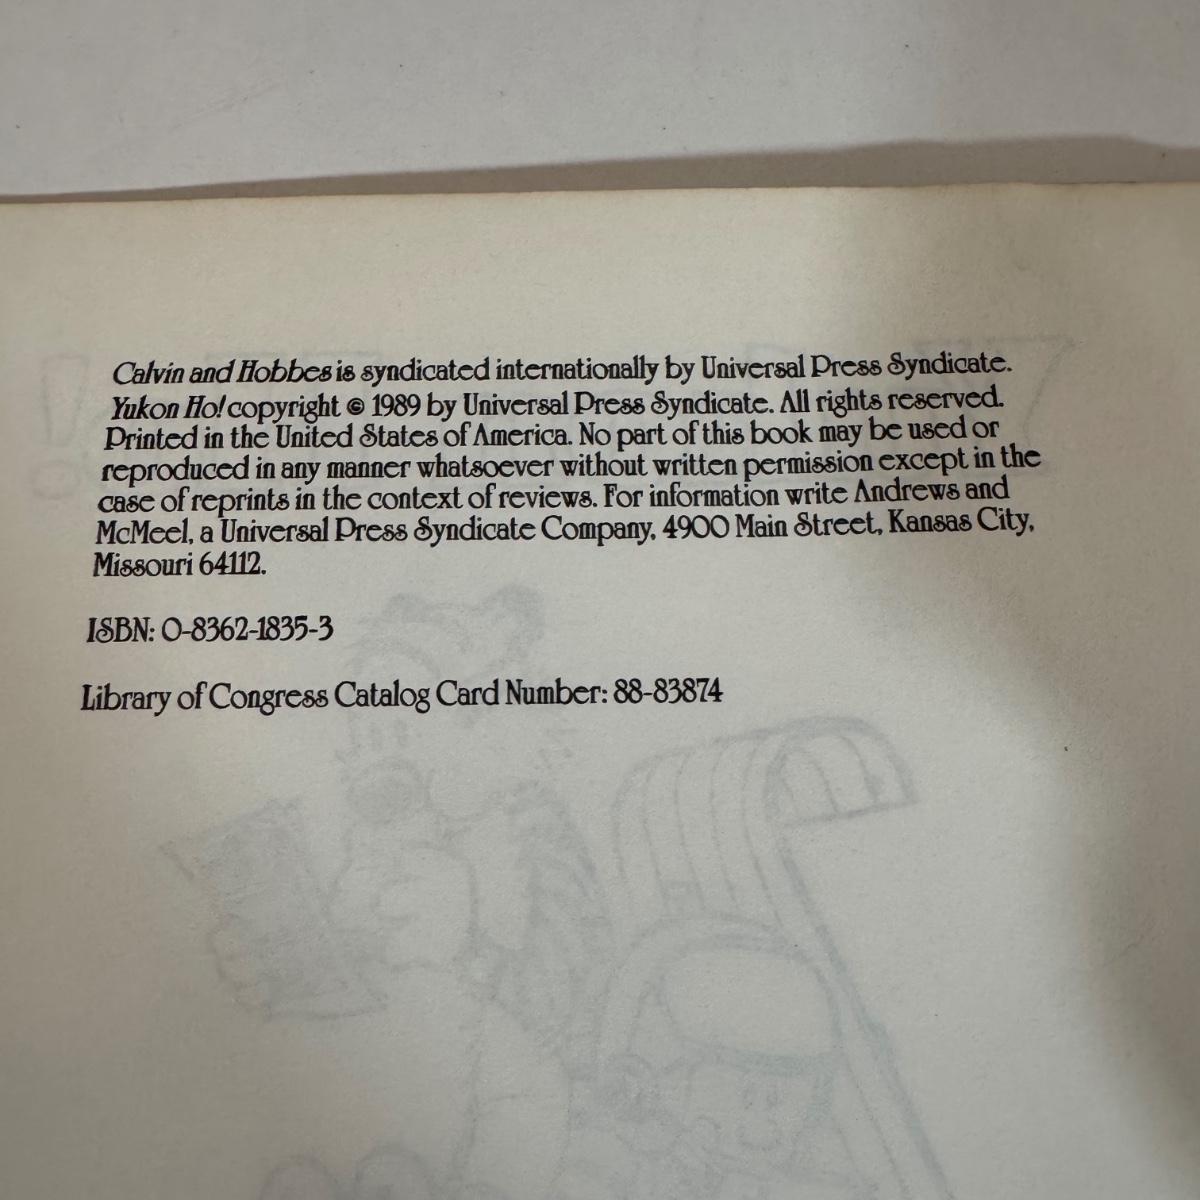 Calvin and Hobbes is syndicated internationally by Universal Press Syndicate.
Yukon Ho! copyright © 1989 by Universal Press Syndicate. All rights reserved.
Printed in the United States of America. No part of this book may be used or
reproduced in any manner whatsoever without written permission except in the
case of reprints in the context of reviews. For information write Andrews and
McMeel, a Universal Press Syndicate Company, 4900 Main Street, Kansas City,
Missouri 64112.
ISBN: 0-8362-1835-3
Library of Congress Catalog Card Number: 88-83874